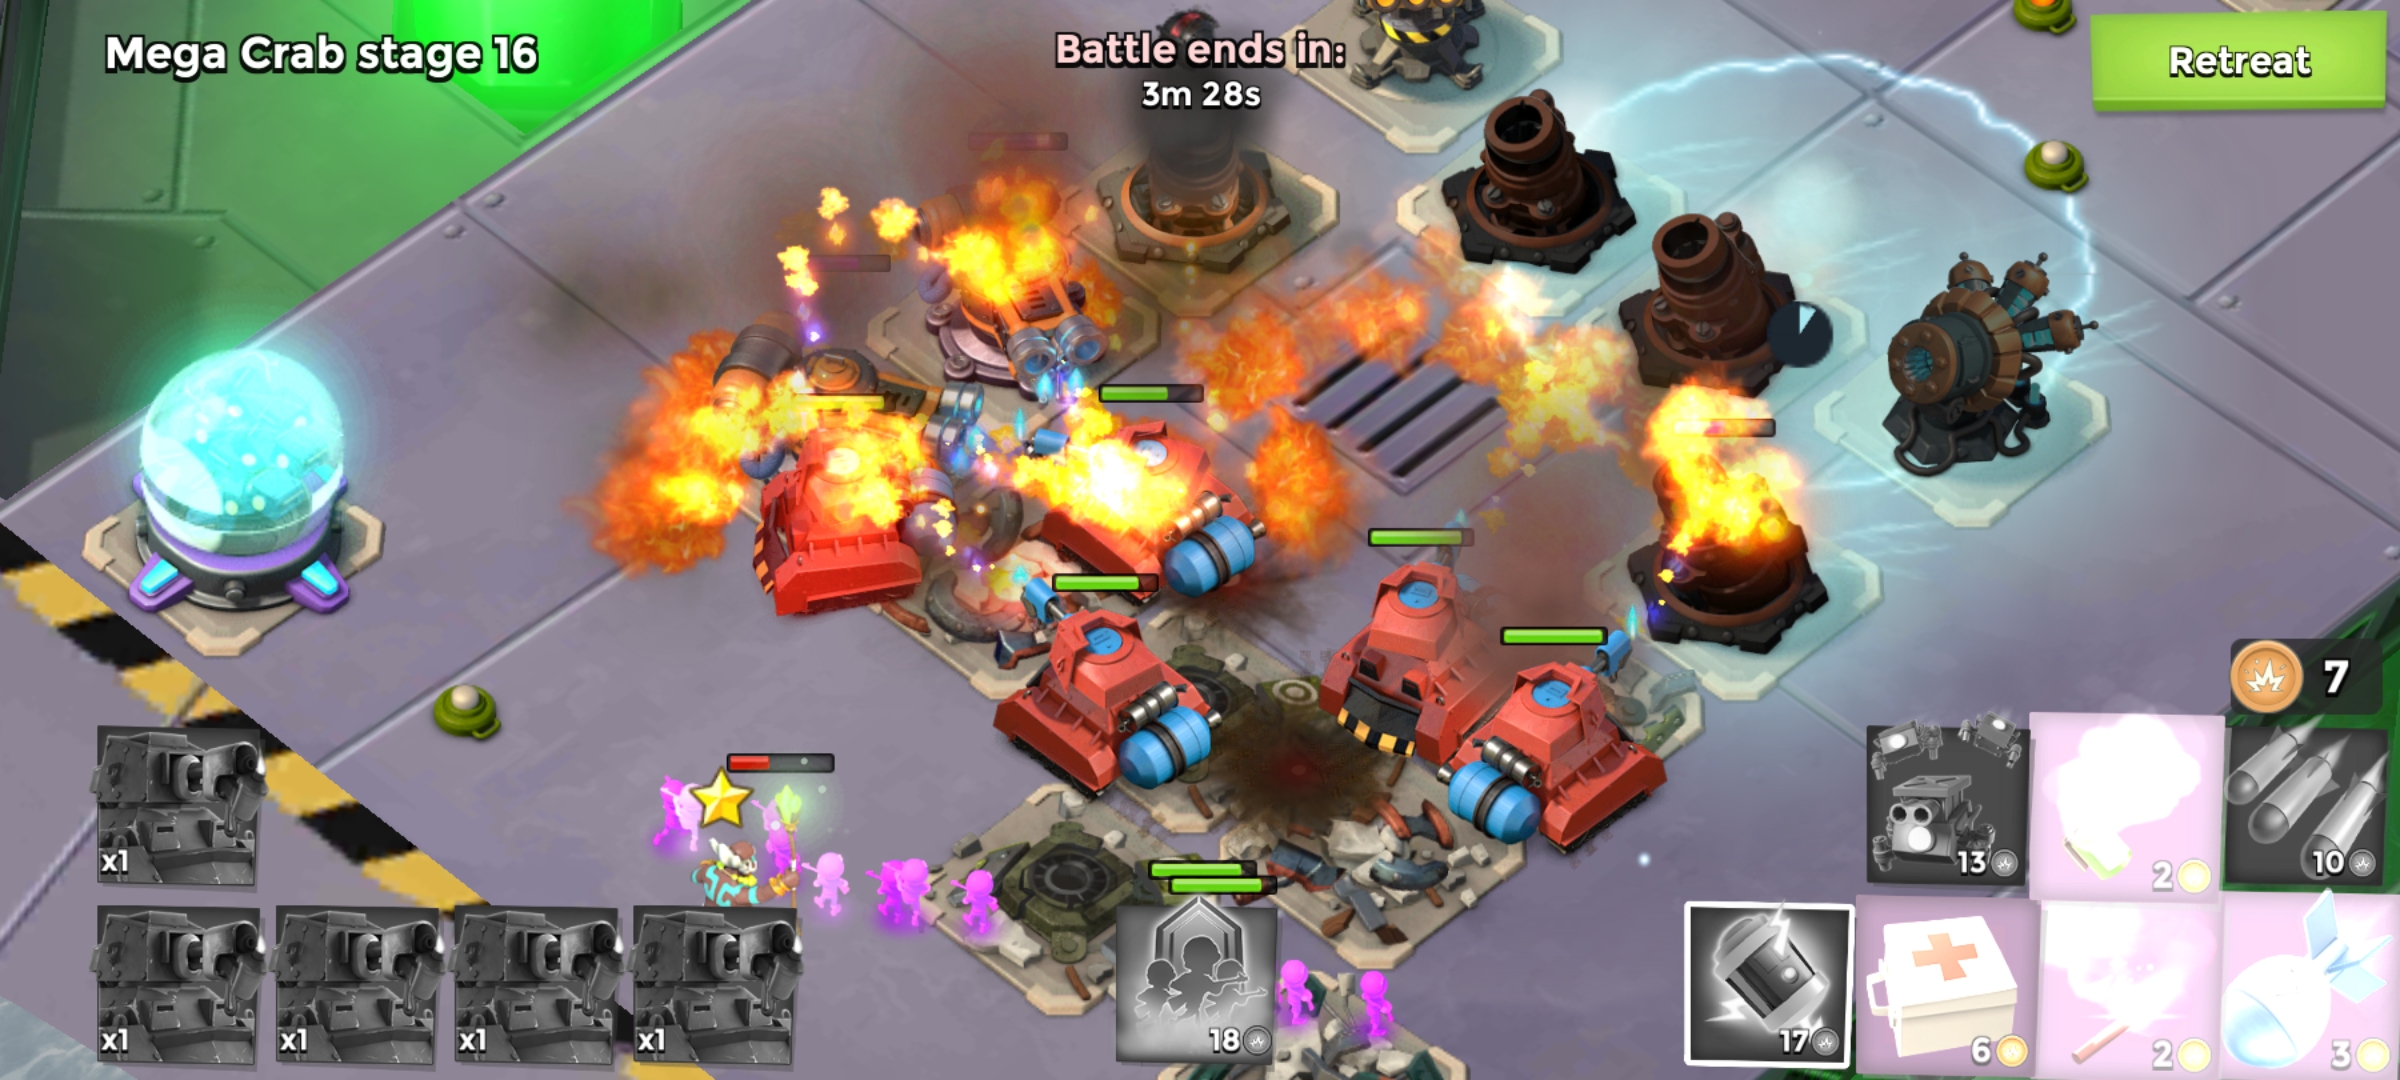 Mega Crab stage 16
Battle ends in:
3m 28s
Retreat
7
13
2
10
x1
x1
x1
x1
x1
18
17
6
2
3